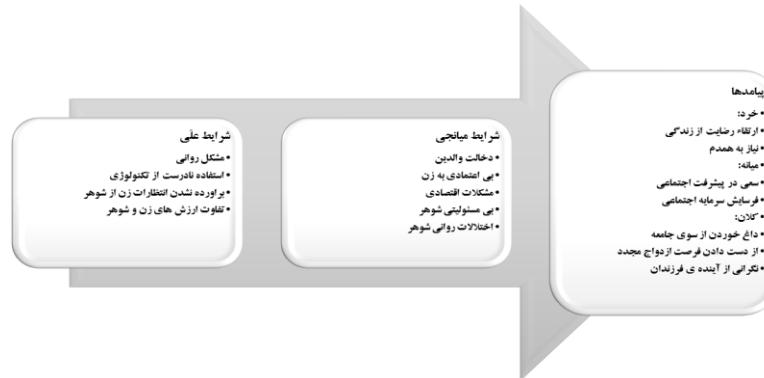 شرایط علّی
• مشکل روانی
• استفاده نادرست از تکنولوژی
• براورده نشدن انتظارات زن از شوهر
• تفاوت ارزش های زن و شوهر
شرایط میانجی
• دخالت والدین
• بی اعتمادی به زن
• مشکلات اقتصادی
• بی مسئولیتی شوهر
• اختلالات روانی شوهر
پیامدها
• خرد:
• ارتقاء رضایت از زندگی
• نیاز به همدم
• میانه:
• سعی در پیشرفت اجتماعی
• فرسایش سرمایه اجتماعی
• کلان:
• داغ خوردن از سوی جامعه
• از دست دادن فرصت ازدواج مجدد
• نگرانی از آینده ی فرزندان